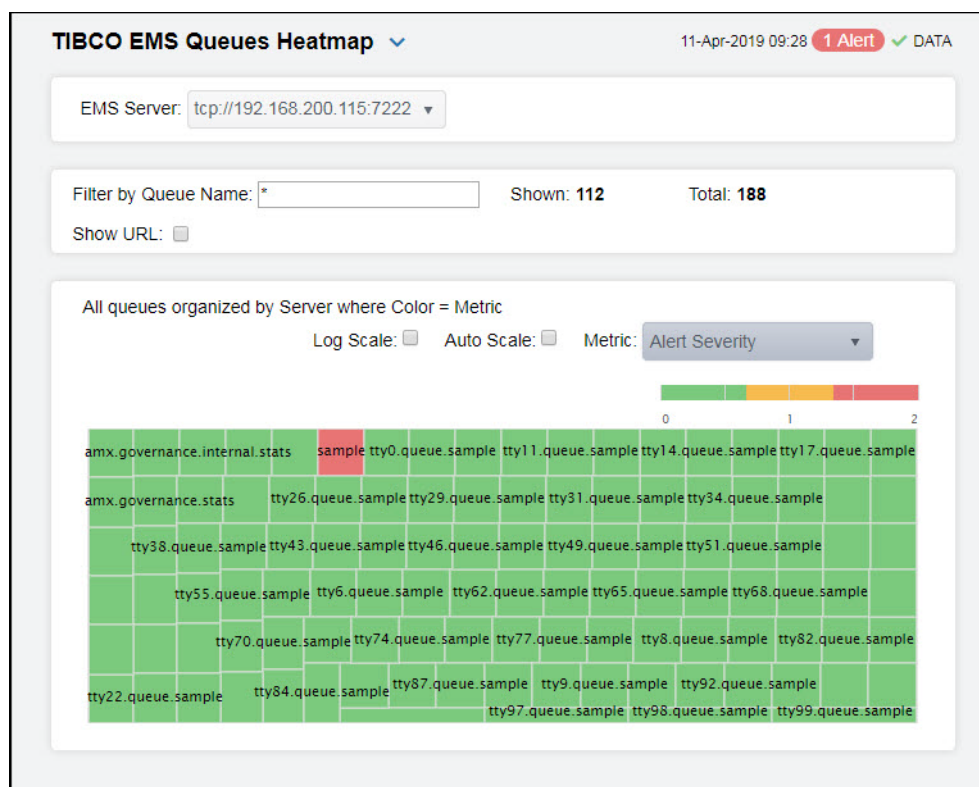 TIBCO EMS Queues Heatmap
11-Apr-2019 09:28 1 Alert DATA
EMS Server: tcp://192.168.200.115:7222
Filter by Queue Name: * Shown: 112 Total: 188
Show URL:
All queues organized by Server where Color = Metric
Log Scale: Auto Scale: Metric: Alert Severity
0 1 2
amx.governance.internal.stats sample tty0.queue.sample tty11.queue.sample tty14.queue.sample tty17.queue.sample
amx.governance.stats tty26.queue.sample tty29.queue.sample tty31.queue.sample tty34.queue.sample
tty38.queue.sample tty43.queue.sample tty46.queue.sample tty49.queue.sample tty51.queue.sample
tty55.queue.sample tty6.queue.sample tty62.queue.sample tty65.queue.sample tty68.queue.sample
tty70.queue.sample tty74.queue.sample tty77.queue.sample tty8.queue.sample tty82.queue.sample
tty22.queue.sample tty84.queue.sample tty87.queue.sample tty9.queue.sample tty92.queue.sample
tty97.queue.sample tty98.queue.sample tty99.queue.sample